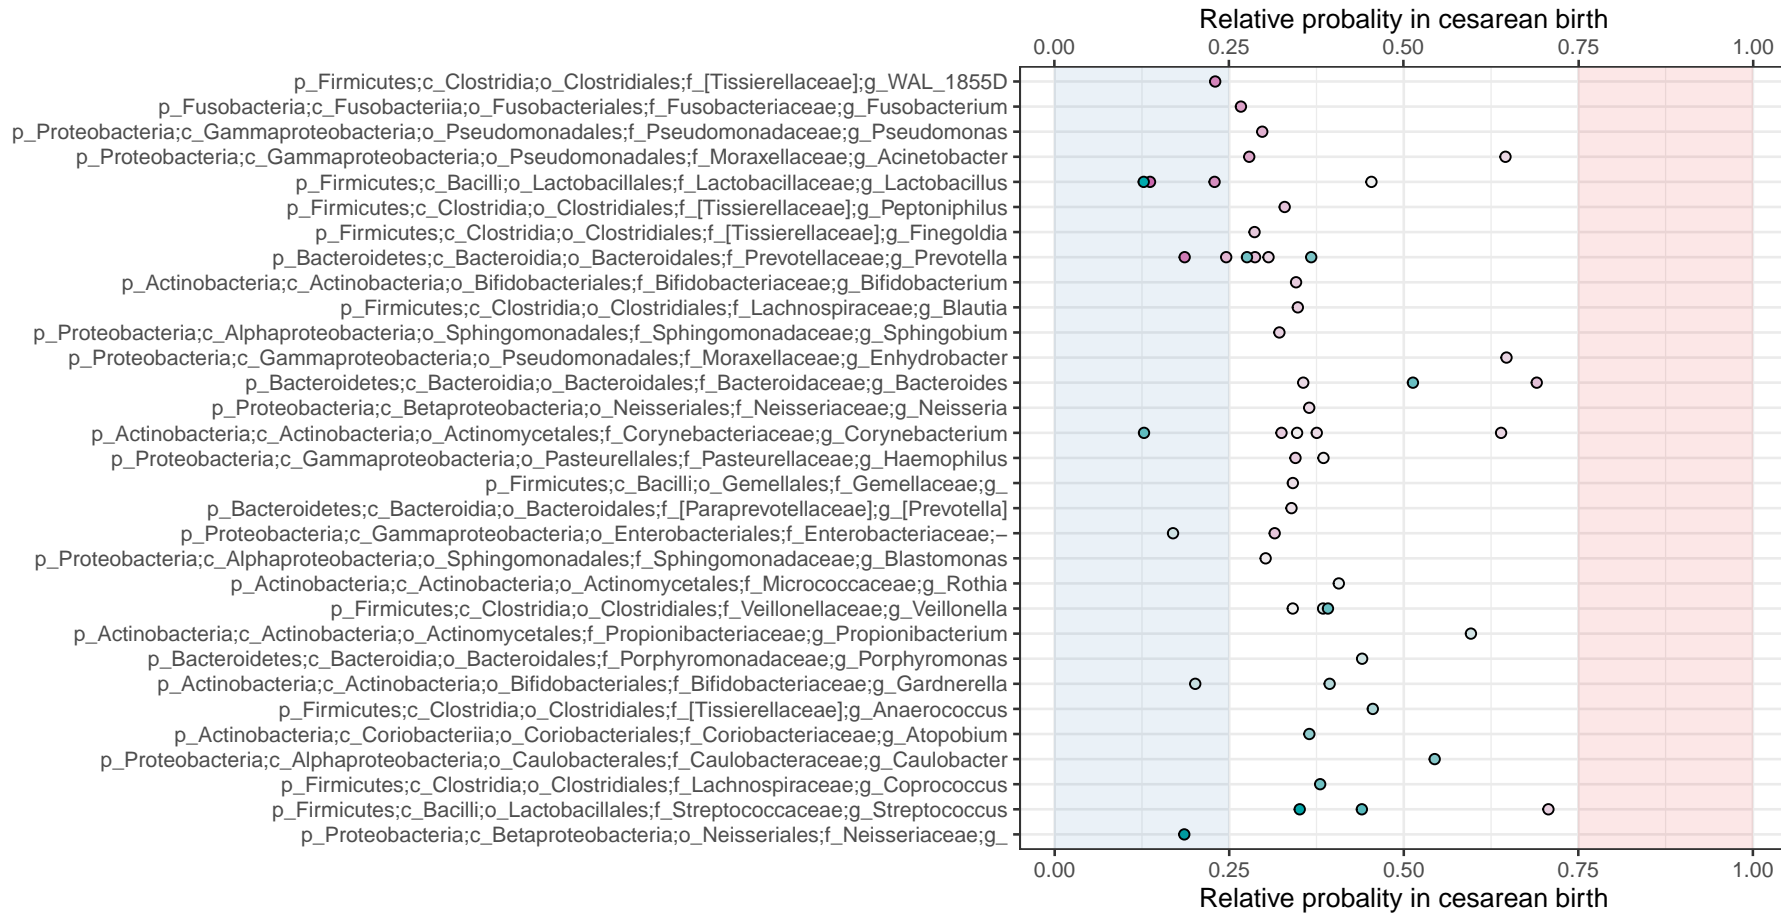 Relative probality in cesarean birth
0.00 0.25 0.50 0.75 1.00
p_Firmicutes;c_Clostridia;o_Clostridiales;f_[Tissierellaceae];g_WAL_1855D
p_Fusobacteria;c_Fusobacteriia;o_Fusobacteriales;f_Fusobacteriaceae;g_Fusobacterium
p_Proteobacteria;c_Gammaproteobacteria;o_Pseudomonadales;f_Pseudomonadaceae;g_Pseudomonas
p_Proteobacteria;c_Gammaproteobacteria;o_Pseudomonadales;f_Moraxellaceae;g_Acinetobacter
p_Firmicutes;c_Bacilli;o_Lactobacillales;f_Lactobacillaceae;g_Lactobacillus
p_Firmicutes;c_Clostridia;o_Clostridiales;f_[Tissierellaceae];g_Peptoniphilus
p_Firmicutes;c_Clostridia;o_Clostridiales;f_[Tissierellaceae];g_Finegoldia
p_Bacteroidetes;c_Bacteroidia;o_Bacteroidales;f_Prevotellaceae;g_Prevotella
p_Actinobacteria;c_Actinobacteria;o_Bifidobacteriales;f_Bifidobacteriaceae;g_Bifidobacterium
p_Firmicutes;c_Clostridia;o_Clostridiales;f_Lachnospiraceae;g_Blautia
p_Proteobacteria;c_Alphaproteobacteria;o_Sphingomonadales;f_Sphingomonadaceae;g_Sphingobium
p_Proteobacteria;c_Gammaproteobacteria;o_Pseudomonadales;f_Moraxellaceae;g_Enhydrobacter
p_Bacteroidetes;c_Bacteroidia;o_Bacteroidales;f_Bacteroidaceae;g_Bacteroides
p_Proteobacteria;c_Betaproteobacteria;o_Neisseriales;f_Neisseriaceae;g_Neisseria
p_Actinobacteria;c_Actinobacteria;o_Actinomycetales;f_Corynebacteriaceae;g_Corynebacterium
p_Proteobacteria;c_Gammaproteobacteria;o_Pasteurellales;f_Pasteurellaceae;g_Haemophilus
p_Firmicutes;c_Bacilli;o_Gemellales;f_Gemellaceae;g_
p_Bacteroidetes;c_Bacteroidia;o_Bacteroidales;f_[Paraprevotellaceae];g_[Prevotella]
p_Proteobacteria;c_Gammaproteobacteria;o_Enterobacteriales;f_Enterobacteriaceae;–
p_Proteobacteria;c_Alphaproteobacteria;o_Sphingomonadales;f_Sphingomonadaceae;g_Blastomonas
p_Actinobacteria;c_Actinobacteria;o_Actinomycetales;f_Micrococcaceae;g_Rothia
p_Firmicutes;c_Clostridia;o_Clostridiales;f_Veillonellaceae;g_Veillonella
p_Actinobacteria;c_Actinobacteria;o_Actinomycetales;f_Propionibacteriaceae;g_Propionibacterium
p_Bacteroidetes;c_Bacteroidia;o_Bacteroidales;f_Porphyromonadaceae;g_Porphyromonas
p_Actinobacteria;c_Actinobacteria;o_Bifidobacteriales;f_Bifidobacteriaceae;g_Gardnerella
p_Firmicutes;c_Clostridia;o_Clostridiales;f_[Tissierellaceae];g_Anaerococcus
p_Actinobacteria;c_Coriobacteriia;o_Coriobacteriales;f_Coriobacteriaceae;g_Atopobium
p_Proteobacteria;c_Alphaproteobacteria;o_Caulobacterales;f_Caulobacteraceae;g_Caulobacter
p_Firmicutes;c_Clostridia;o_Clostridiales;f_Lachnospiraceae;g_Coprococcus
p_Firmicutes;c_Bacilli;o_Lactobacillales;f_Streptococcaceae;g_Streptococcus
p_Proteobacteria;c_Betaproteobacteria;o_Neisseriales;f_Neisseriaceae;g_
0.00 0.25 0.50 0.75 1.00
Relative probality in cesarean birth